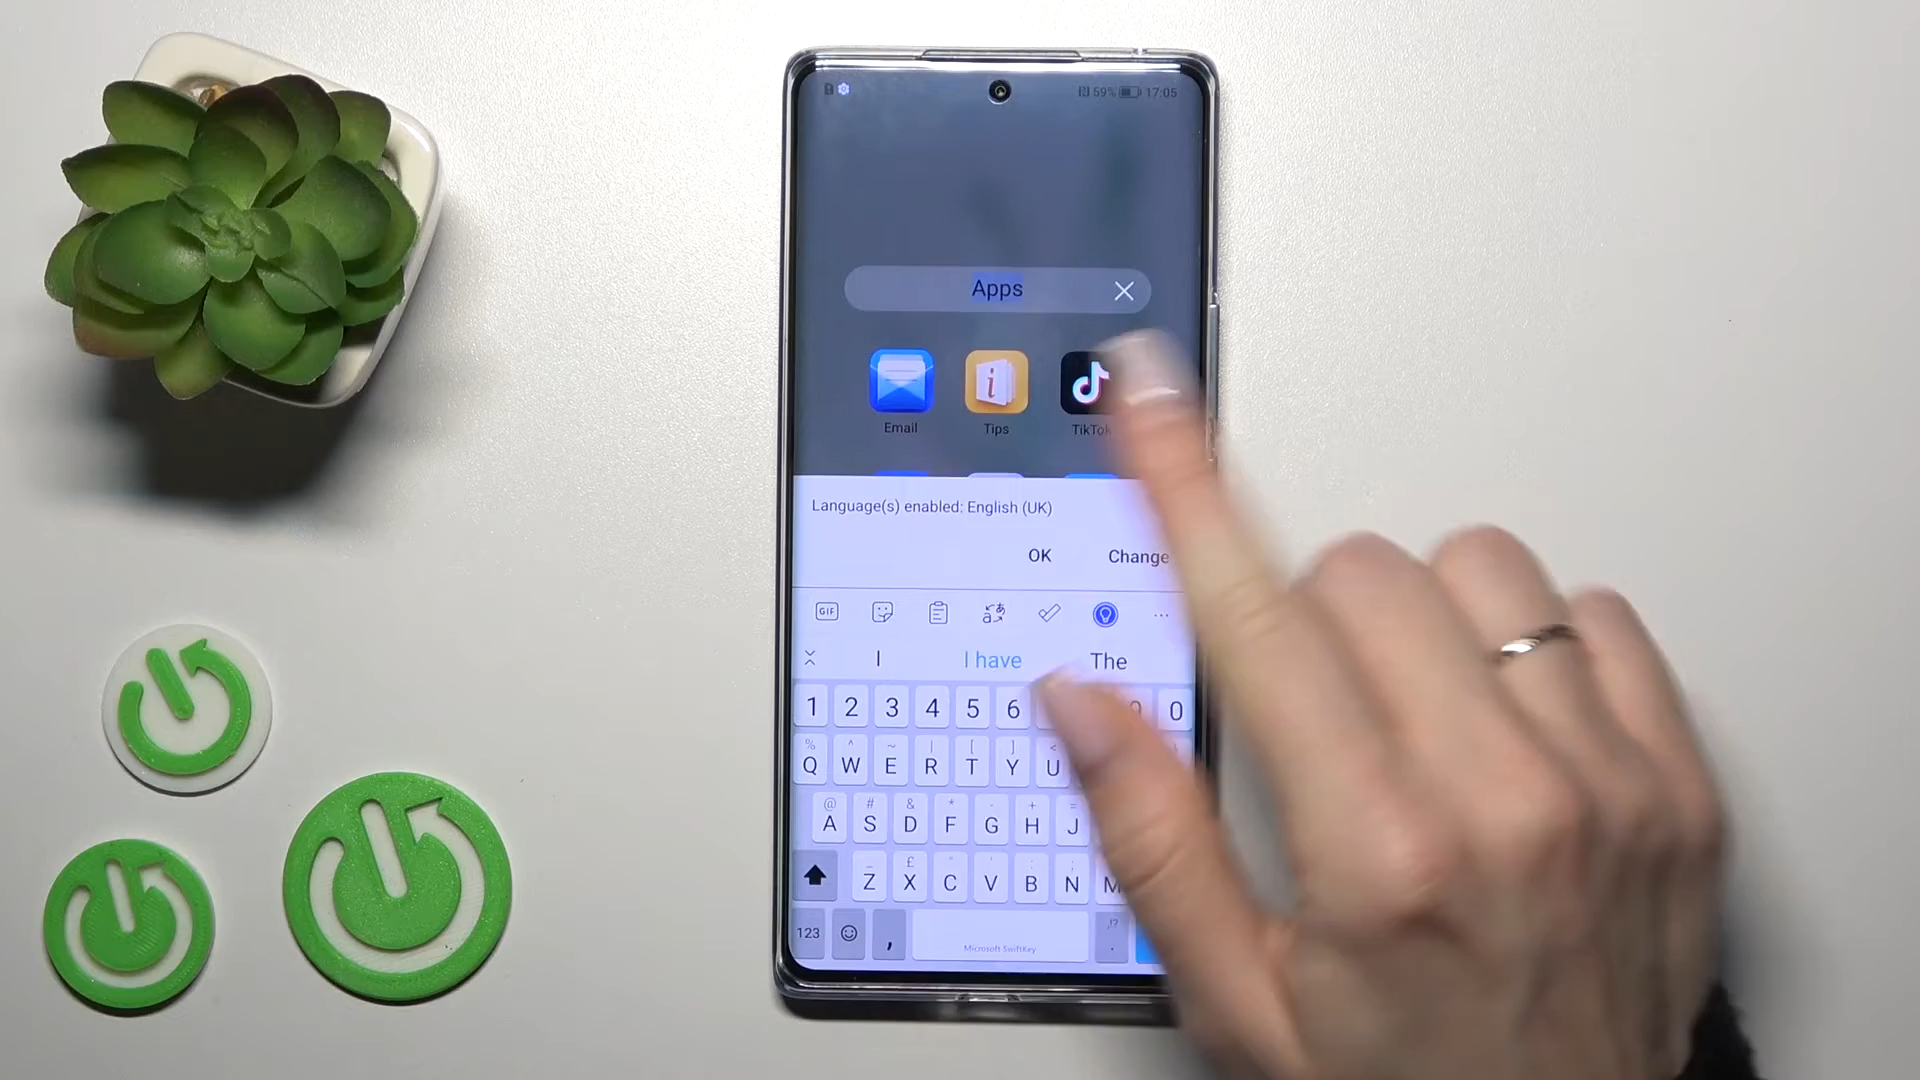 59% 17:05
Apps
Email Tips TikTok
Language(s) enabled: English (UK)
OK Change
GIF
I I have The
1 2 3 4 5 6 0
% ^ ~ | [ ] <
Q W E R T Y U
@ # & * - + =
A S D F G H J
_ £ " ' : ;
Z X C V B N M
123 , ,!? .
Microsoft SwiftKey